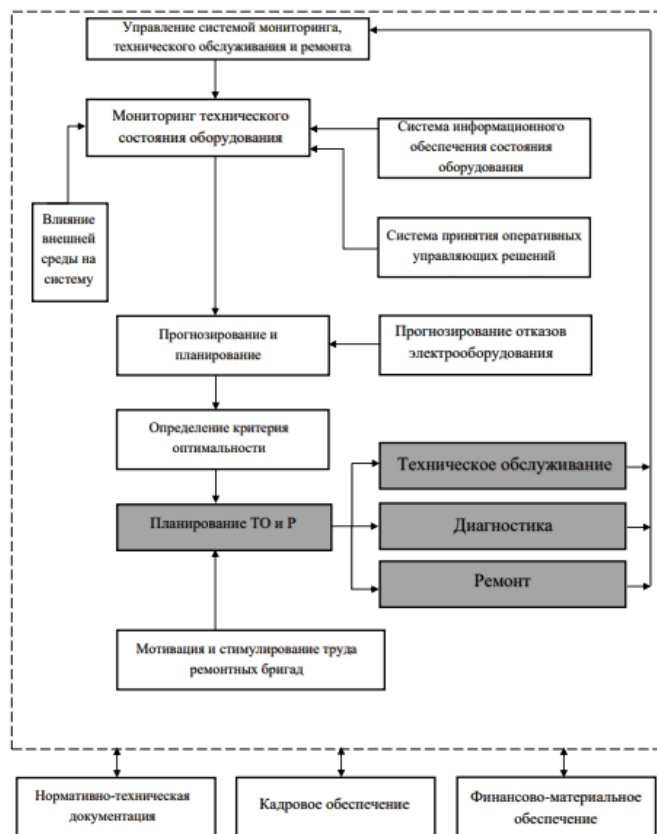 Управление системой мониторинга,
технического обслуживания и ремонта
Мониторинг технического
состояния оборудования
Система информационного
обеспечения состояния
оборудования
Влияние
внешней
среды на
систему
Система принятия оперативных
управляющих решений
Прогнозирование и
планирование
Прогнозирование отказов
электрооборудования
Определение критерия
оптимальности
Техническое обслуживание
Планирование ТО и Р
Диагностика
Ремонт
Мотивация и стимулирование труда
ремонтных бригад
Нормативно-техническая
документация
Кадровое обеспечение
Финансово-материальное
обеспечение